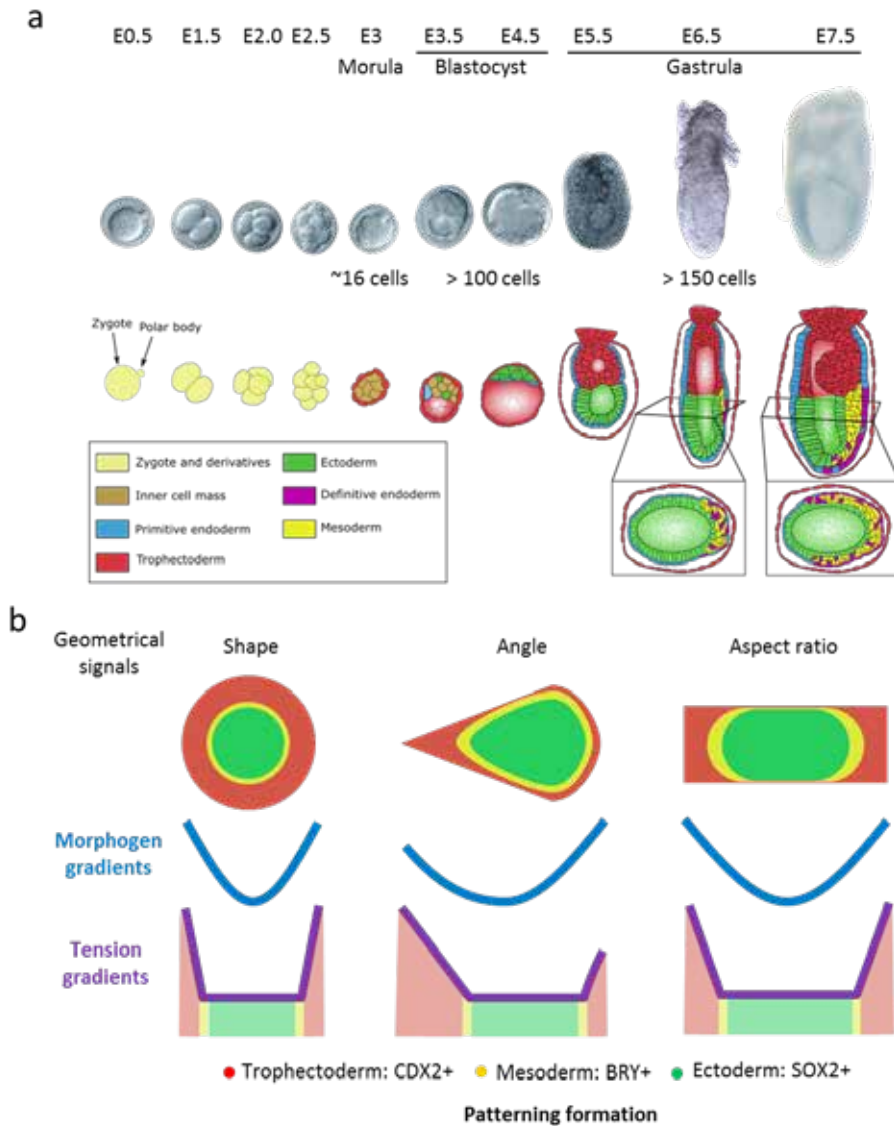 a
E0.5 E1.5 E2.0 E2.5 E3 E3.5 E4.5 E5.5 E6.5 E7.5
Morula Blastocyst Gastrula
~16 cells > 100 cells > 150 cells
Zygote Polar body
Zygote and derivatives Ectoderm
Inner cell mass Definitive endoderm
Primitive endoderm Mesoderm
Trophectoderm
b
Geometrical signals Shape Angle Aspect ratio
Morphogen gradients
Tension gradients
Trophectoderm: CDX2+ Mesoderm: BRY+ Ectoderm: SOX2+
Patterning formation